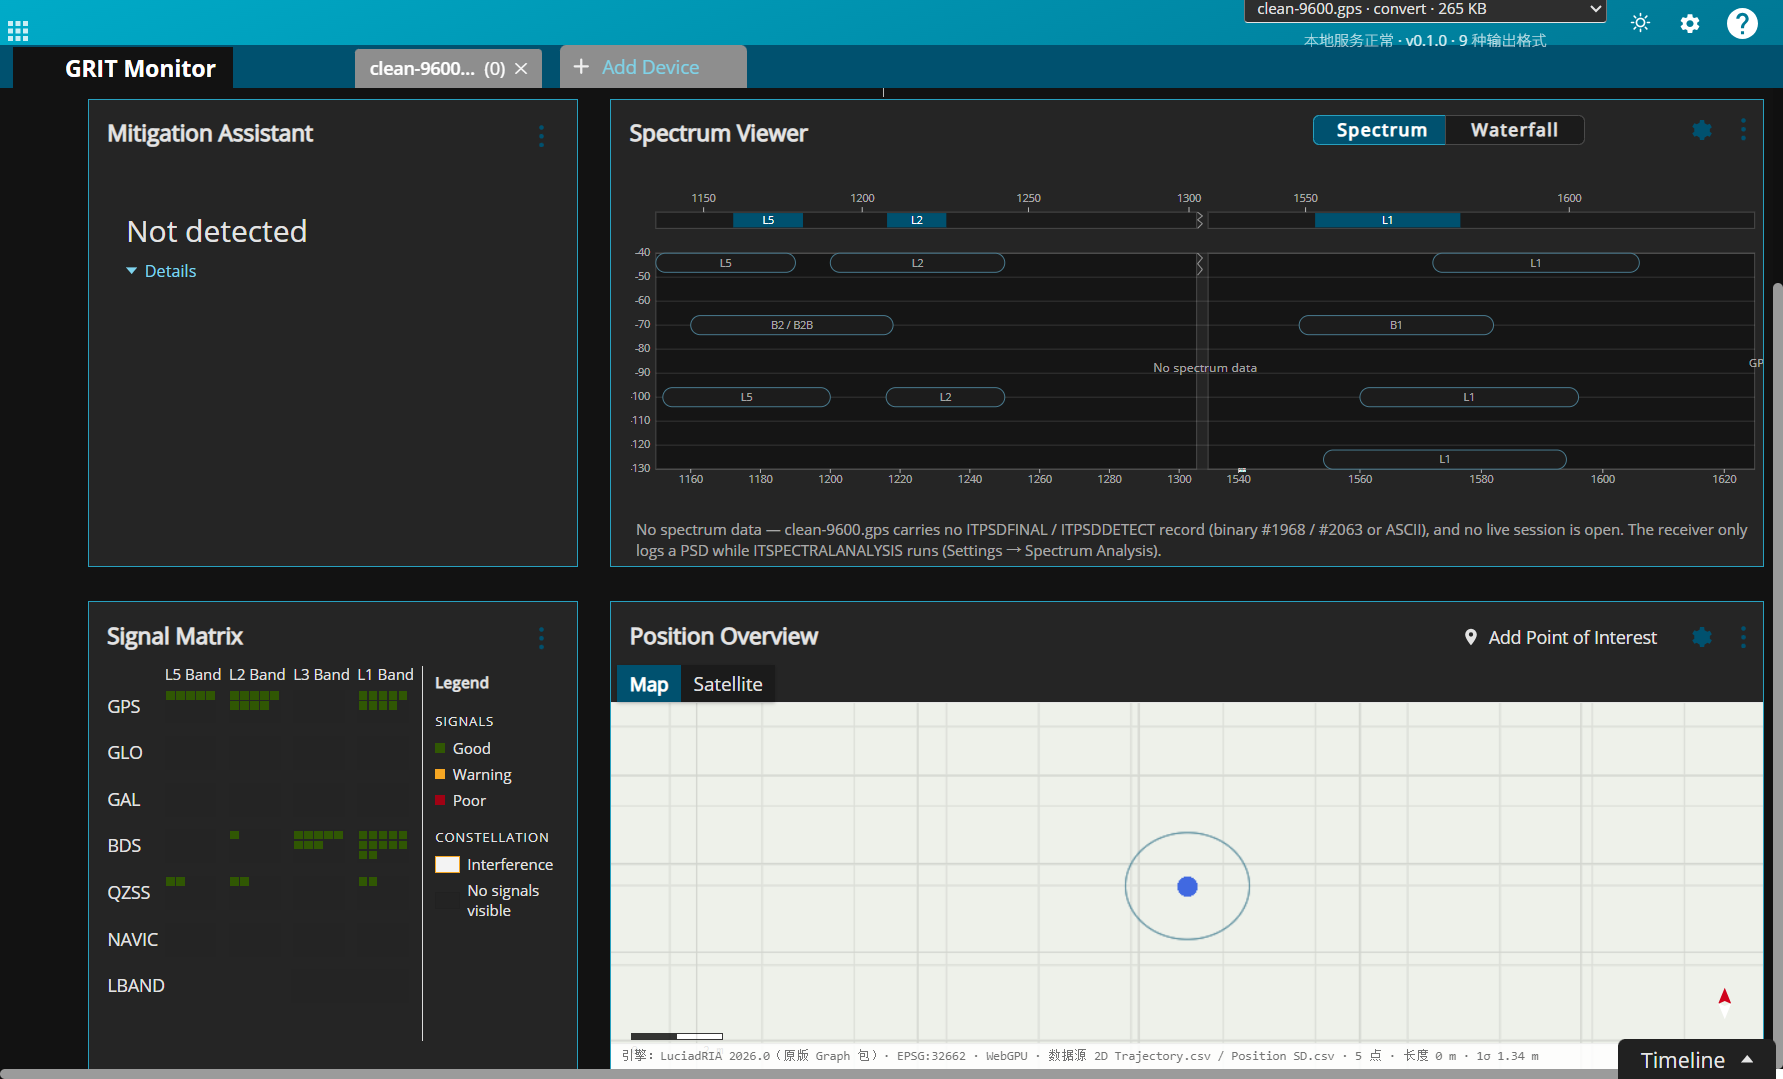 clean-9600.gps · convert · 265 KB
本地服务正常 · v0.1.0 · 9 种输出格式
GRIT Monitor
clean-9600... (0)
Add Device
Mitigation Assistant
Not detected
Details
Spectrum Viewer
Spectrum Waterfall
1150 1200 1250 1300 1550 1600
L5 L2 L1
-40
L5 L2 L1
-50
-60
-70
B2 / B2B B1
-80
-90
No spectrum data
GP
-100
L5 L2 L1
-110
-120
-130
L1
1160 1180 1200 1220 1240 1260 1280 1300 1540 1560 1580 1600 1620
No spectrum data — clean-9600.gps carries no ITPSDFINAL / ITPSDDETECT record (binary #1968 / #2063 or ASCII), and no live session is open. The receiver only
logs a PSD while ITSPECTRALANALYSIS runs (Settings → Spectrum Analysis).
Signal Matrix
L5 Band L2 Band L3 Band L1 Band
GPS
GLO
GAL
BDS
QZSS
NAVIC
LBAND
Legend
SIGNALS
Good
Warning
Poor
CONSTELLATION
Interference
No signals
visible
Position Overview
Add Point of Interest
Map Satellite
引擎: LuciadRIA 2026.0 (原版 Graph 包) · EPSG:32662 · WebGPU · 数据源 2D Trajectory.csv / Position SD.csv · 5 点 · 长度 0 m · 1σ 1.34 m
Timeline